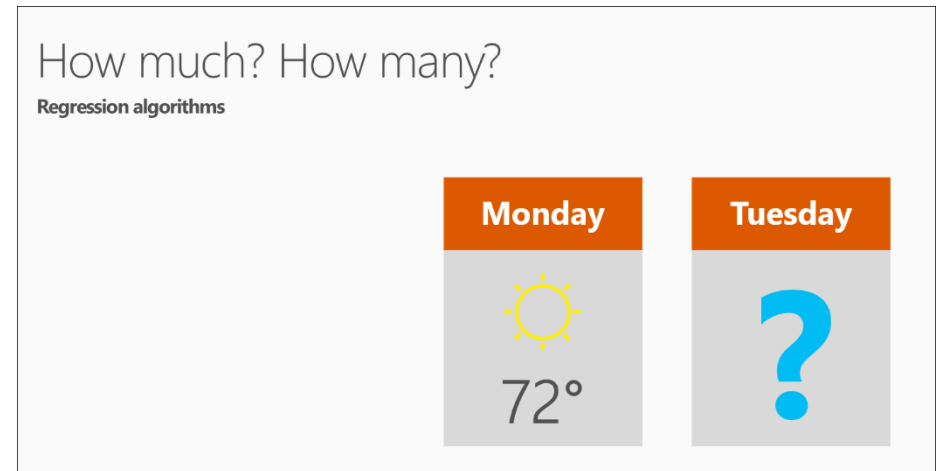 How much? How many?
Regression algorithms
Monday
Tuesday
72°
?